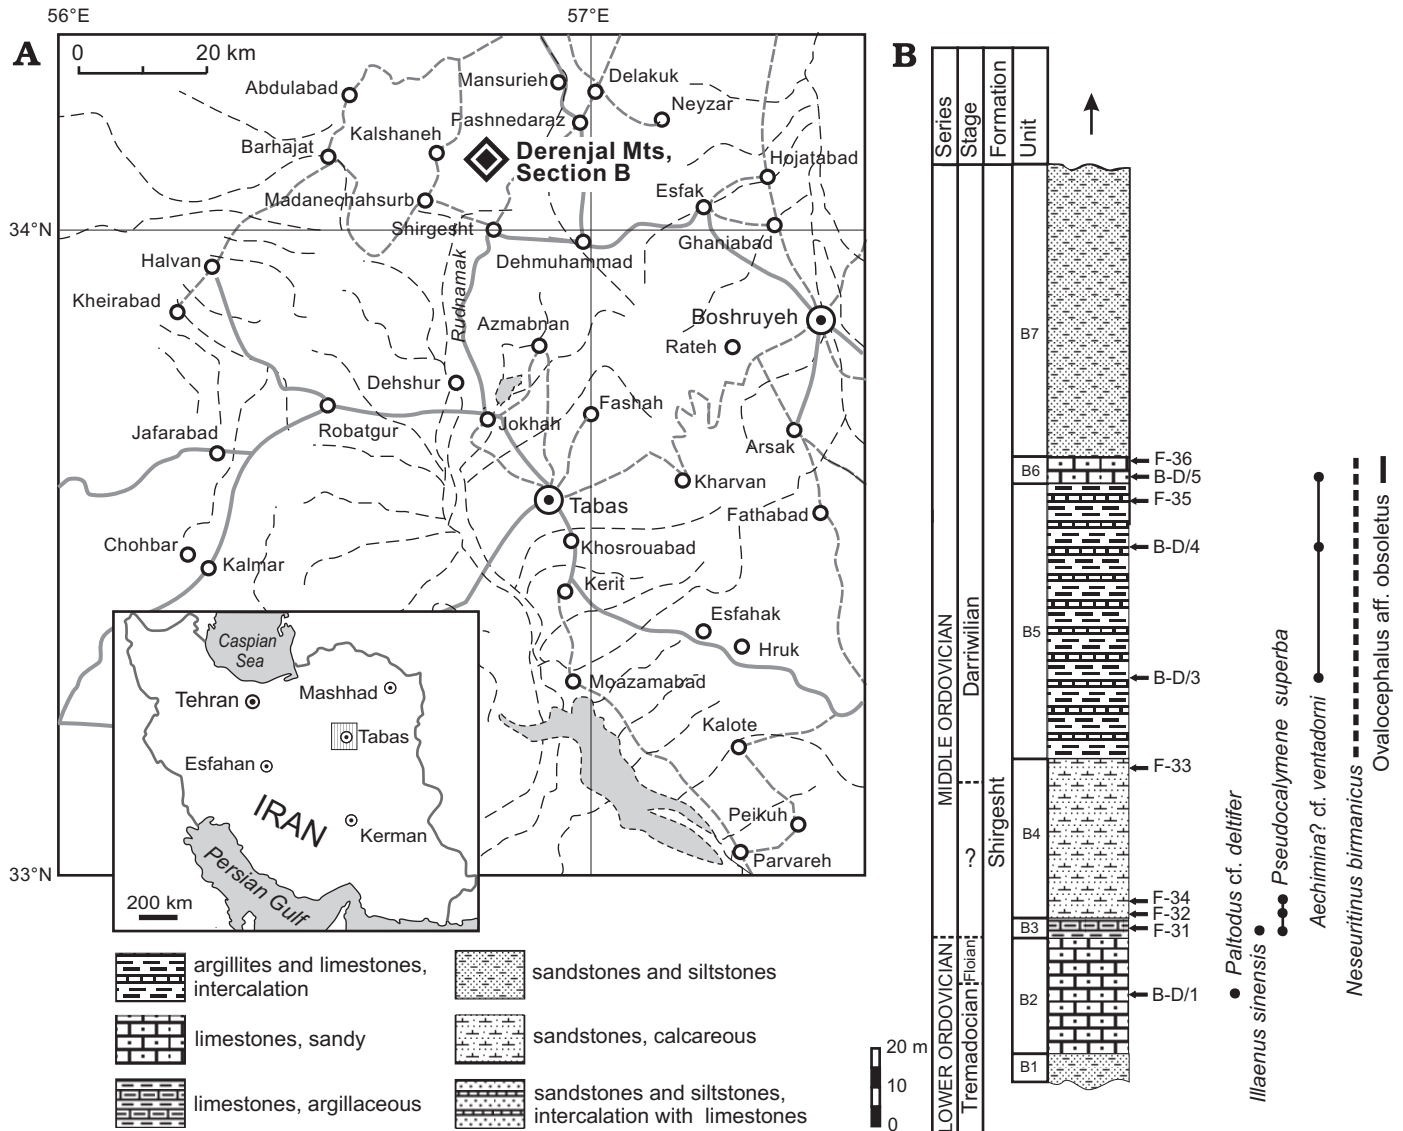 56°E
57°E
A
0
20 km
Abdulabad
Mansurieh
Delakuk
Neyzar
Pashnedaraz
Kalshaneh
Barhajat
Derenjal Mts,
Section B
Hojatabad
Madanechahsurb
Esfak
34°N
Shirgesht
Ghaniabad
Halvan
Dehmuhammad
Kheirabad
Rudnamak
Azmabnan
Boshruyeh
Rateh
Dehshur
Fashah
Robatgur
Jokhah
Jafarabad
Arsak
Kharvan
Tabas
Fathabad
Chohbar
Khosrouabad
Kalmar
Kerit
Esfahak
Hruk
Moazamabad
Kalote
Peikuh
Parvareh
33°N
Caspian
Sea
Tehran
Mashhad
Tabas
Esfahan
IRAN
Kerman
Persian Gulf
200 km
argillites and limestones,
intercalation
limestones, sandy
limestones, argillaceous
sandstones and siltstones
sandstones, calcareous
sandstones and siltstones,
intercalation with limestones
B
Series
Stage
Formation
Unit
MIDDLE ORDOVICIAN
LOWER ORDOVICIAN
Darriwilian
?
Floian
Tremadocian
Shirgesht
B7
B6
B5
B4
B3
B2
B1
F-36
B-D/5
F-35
B-D/4
B-D/3
F-33
F-34
F-32
F-31
B-D/1
20 m
10
0
Paltodus cf. deltifer
Illaenus sinensis
Pseudocalymene superba
Aechimina? cf. ventadorni
Neseuritinus birmanicus
Ovalocephalus aff. obsoletus